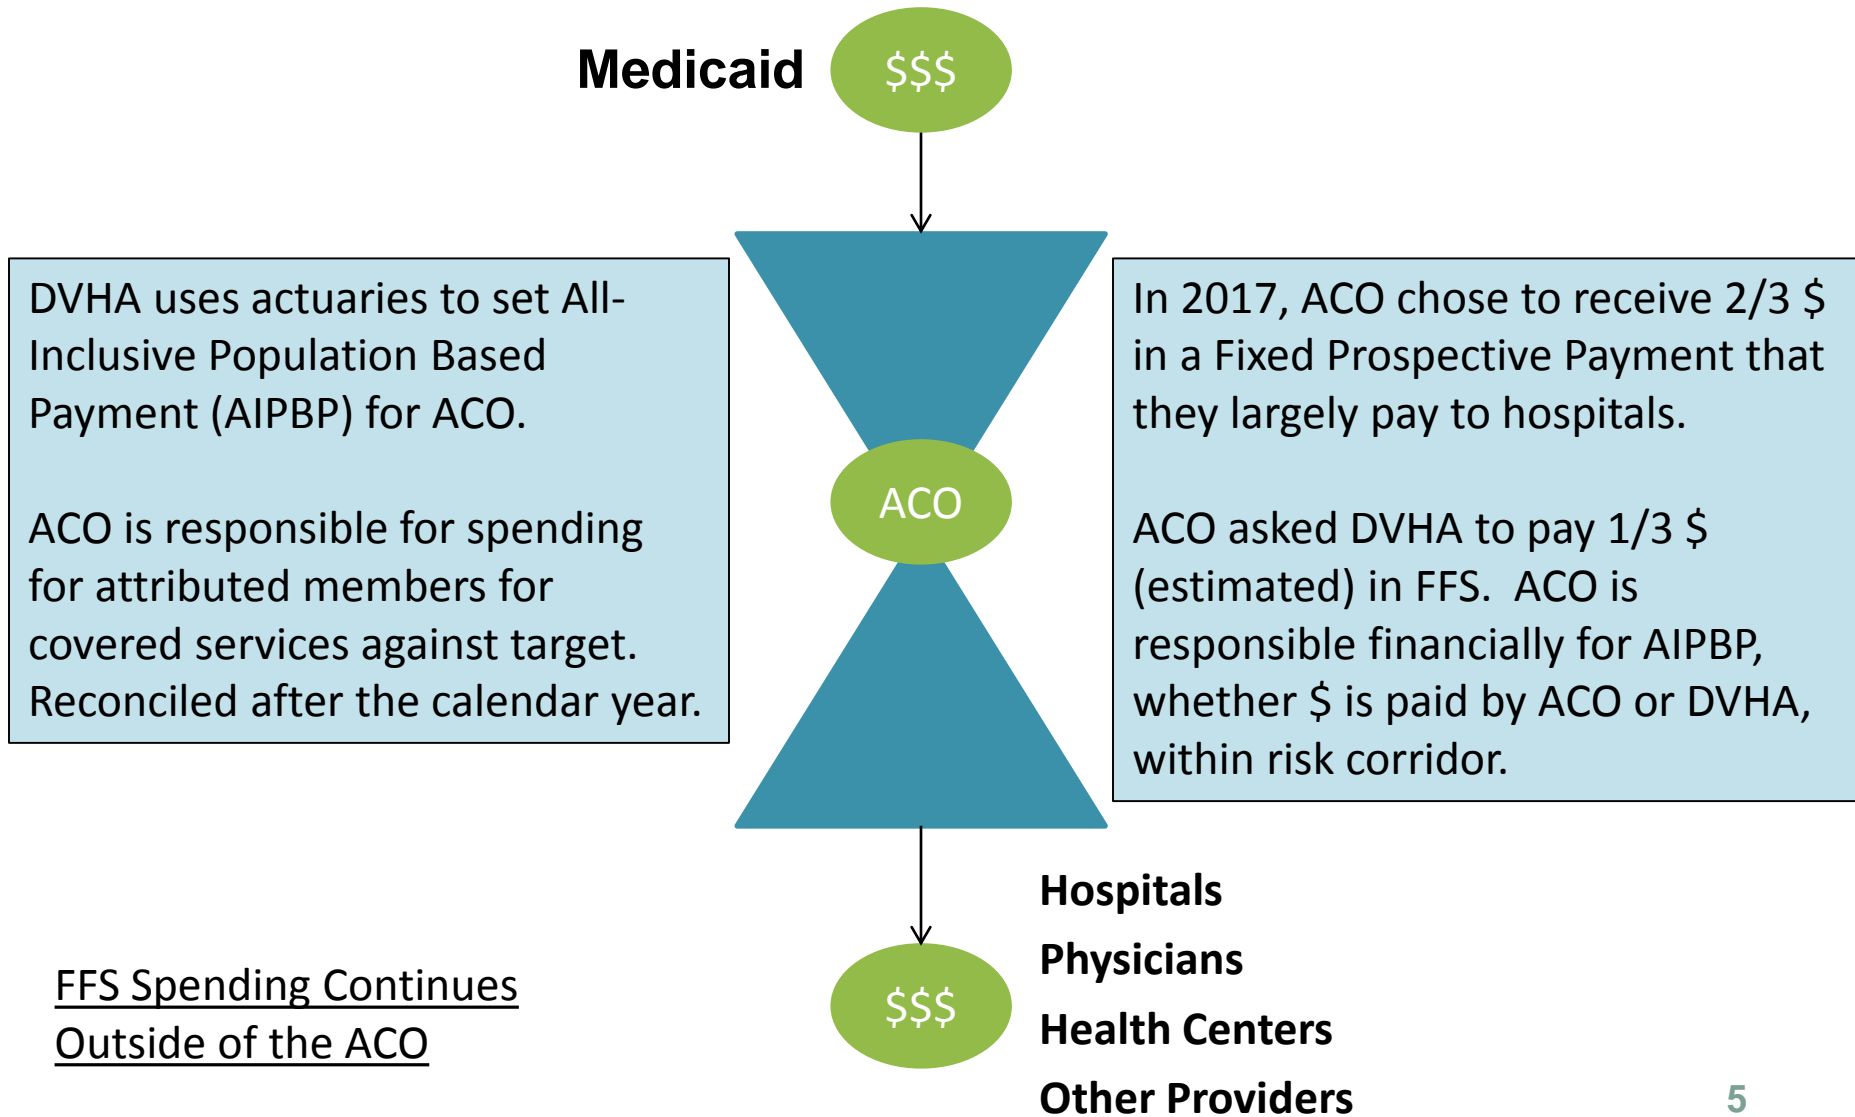 Medicaid
$$$
DVHA uses actuaries to set All-
Inclusive Population Based
Payment (AIPBP) for ACO.
ACO is responsible for spending
for attributed members for
covered services against target.
Reconciled after the calendar year.
ACO
In 2017, ACO chose to receive 2/3 $
in a Fixed Prospective Payment that
they largely pay to hospitals.
ACO asked DVHA to pay 1/3 $
(estimated) in FFS.  ACO is
responsible financially for AIPBP,
whether $ is paid by ACO or DVHA,
within risk corridor.
FFS Spending Continues
Outside of the ACO
$$$
Hospitals
Physicians
Health Centers
Other Providers
5